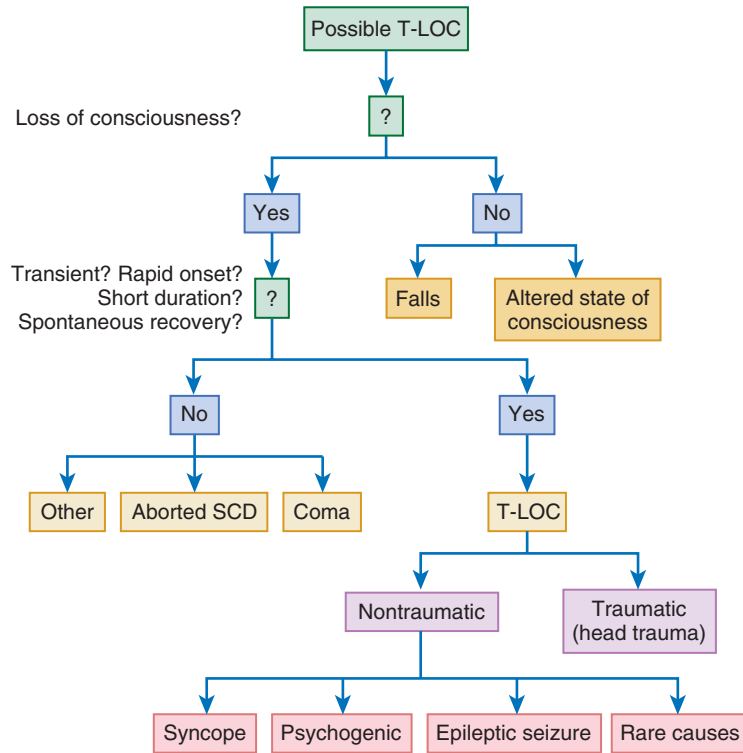 Possible T-LOC
Loss of consciousness?
?
Yes
No
Transient? Rapid onset?
Short duration?
Spontaneous recovery?
?
Falls
Altered state of
consciousness
No
Yes
Other
Aborted SCD
Coma
T-LOC
Nontraumatic
Traumatic
(head trauma)
Syncope
Psychogenic
Epileptic seizure
Rare causes